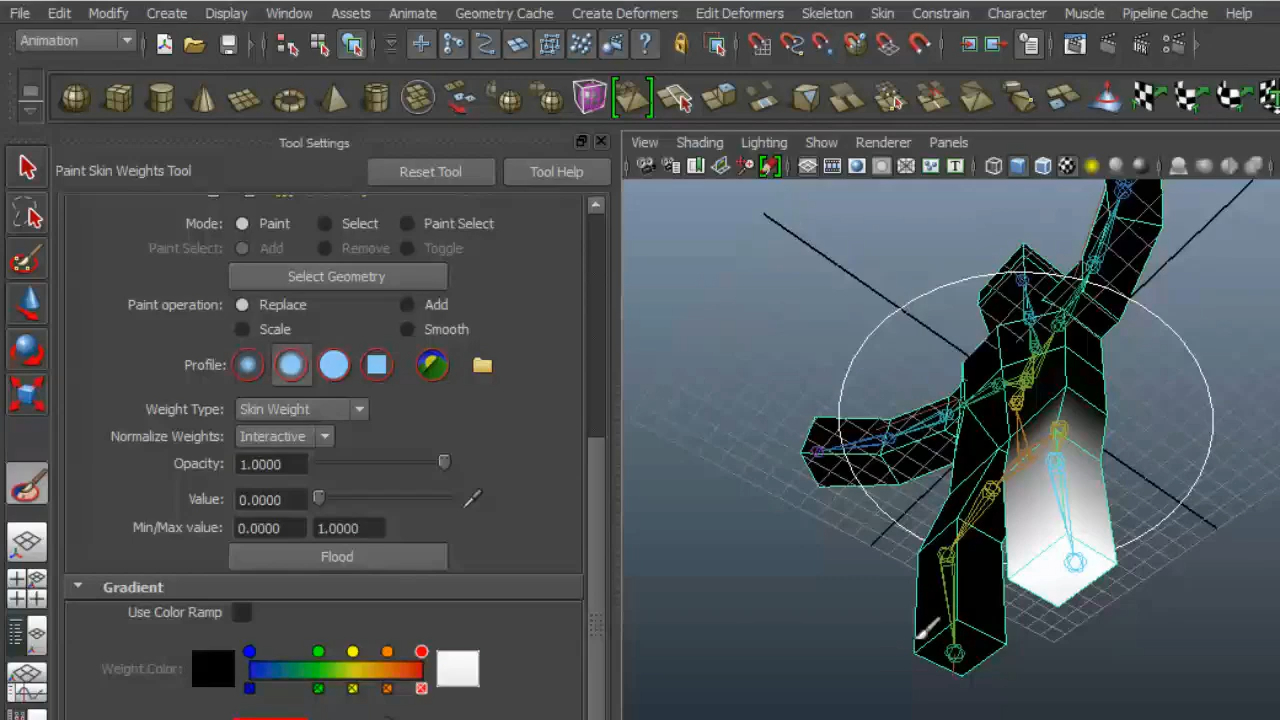 File Edit Modify Create Display Window Assets Animate Geometry Cache Create Deformers Edit Deformers Skeleton Skin Constrain Character Muscle Pipeline Cache Help
Animation
IPR
Tool Settings
Paint Skin Weights Tool Reset Tool Tool Help
View Shading Lighting Show Renderer Panels
Mode: Paint Select Paint Select
Paint Select: Add Remove Toggle
Select Geometry
Paint operation: Replace Add
Scale Smooth
Profile:
Weight Type: Skin Weight
Normalize Weights: Interactive
Opacity: 1.0000
Value: 0.0000
Min/Max value: 0.0000 1.0000
Flood
Gradient
Use Color Ramp
Weight Color: